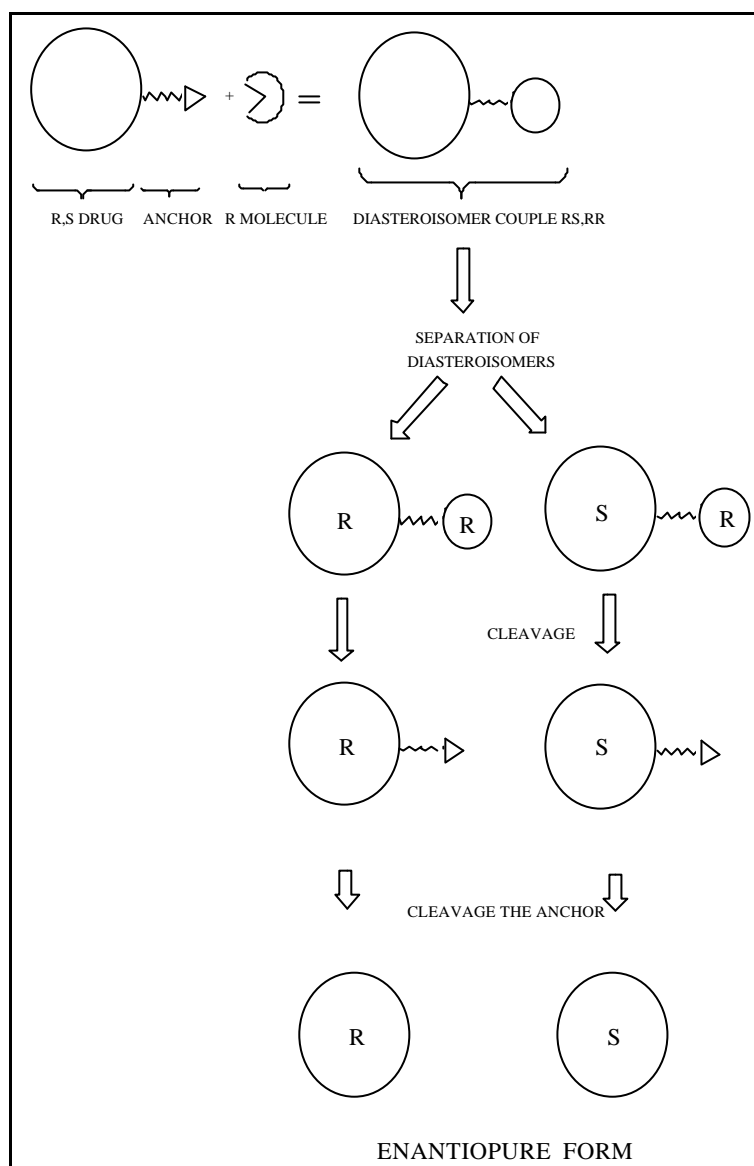 + =
R,S DRUG ANCHOR R MOLECULE DIASTEROISOMER COUPLE RS,RR
SEPARATION OF
DIASTEROISOMERS
R R S R
CLEAVAGE
R S
CLEAVAGE THE ANCHOR
R S
ENANTIOPURE FORM